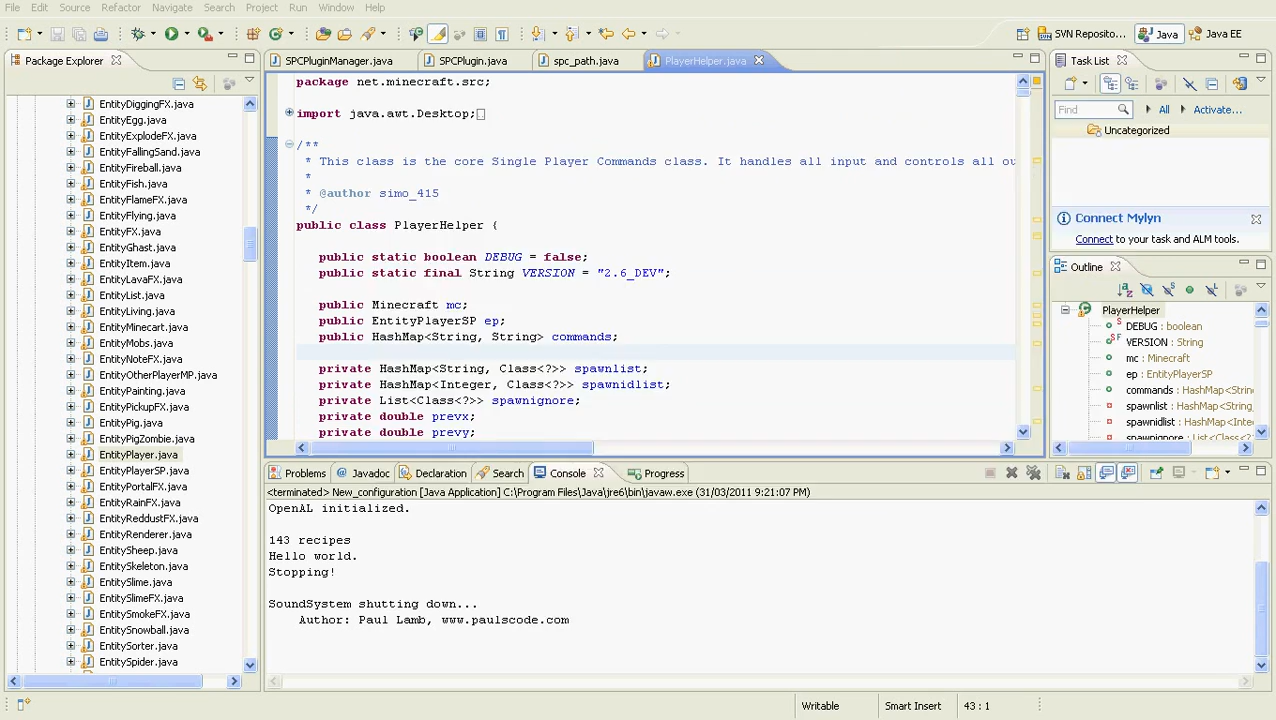 File Edit Source Refactor Navigate Search Project Run Window Help
SVN Reposito... Java Java EE
Package Explorer
EntityDiggingFX.java
EntityEgg.java
EntityExplodeFX.java
EntityFallingSand.java
EntityFireball.java
EntityFish.java
EntityFlameFX.java
EntityFlying.java
EntityFX.java
EntityGhast.java
EntityItem.java
EntityLavaFX.java
EntityList.java
EntityLiving.java
EntityMinecart.java
EntityMobs.java
EntityNoteFX.java
EntityOtherPlayerMP.java
EntityPainting.java
EntityPickupFX.java
EntityPig.java
EntityPigZombie.java
EntityPlayer.java
EntityPlayerSP.java
EntityPortalFX.java
EntityRainFX.java
EntityReddustFX.java
EntityRenderer.java
EntitySheep.java
EntitySkeleton.java
EntitySlime.java
EntitySlimeFX.java
EntitySmokeFX.java
EntitySnowball.java
EntitySorter.java
EntitySpider.java
SPCPluginManager.java SPCPlugin.java spc_path.java PlayerHelper.java
package net.minecraft.src;
import java.awt.Desktop;
/**
* This class is the core Single Player Commands class. It handles all input and controls all ou
*
* @author simo_415
*/
public class PlayerHelper {
public static boolean DEBUG = false;
public static final String VERSION = "2.6_DEV";
public Minecraft mc;
public EntityPlayerSP ep;
public HashMap<String, String> commands;
private HashMap<String, Class<?>> spawnlist;
private HashMap<Integer, Class<?>> spawnidlist;
private List<Class<?>> spawnignore;
private double prevx;
private double prevy;
Task List
Find All Activate...
Uncategorized
Connect Mylyn
Connect to your task and ALM tools.
Outline
PlayerHelper
DEBUG : boolean
VERSION : String
mc : Minecraft
ep : EntityPlayerSP
commands : HashMap<Strin
spawnlist : HashMap<String,
spawnidlist : HashMap<Inte
spawnignore : List<Class<?
Problems Javadoc Declaration Search Console Progress
<terminated> New_configuration [Java Application] C:\Program Files\Java\jre6\bin\javaw.exe (31/03/2011 9:21:07 PM)
OpenAL initialized.
143 recipes
Hello world.
Stopping!
SoundSystem shutting down...
Author: Paul Lamb, www.paulscode.com
Writable Smart Insert 43 : 1